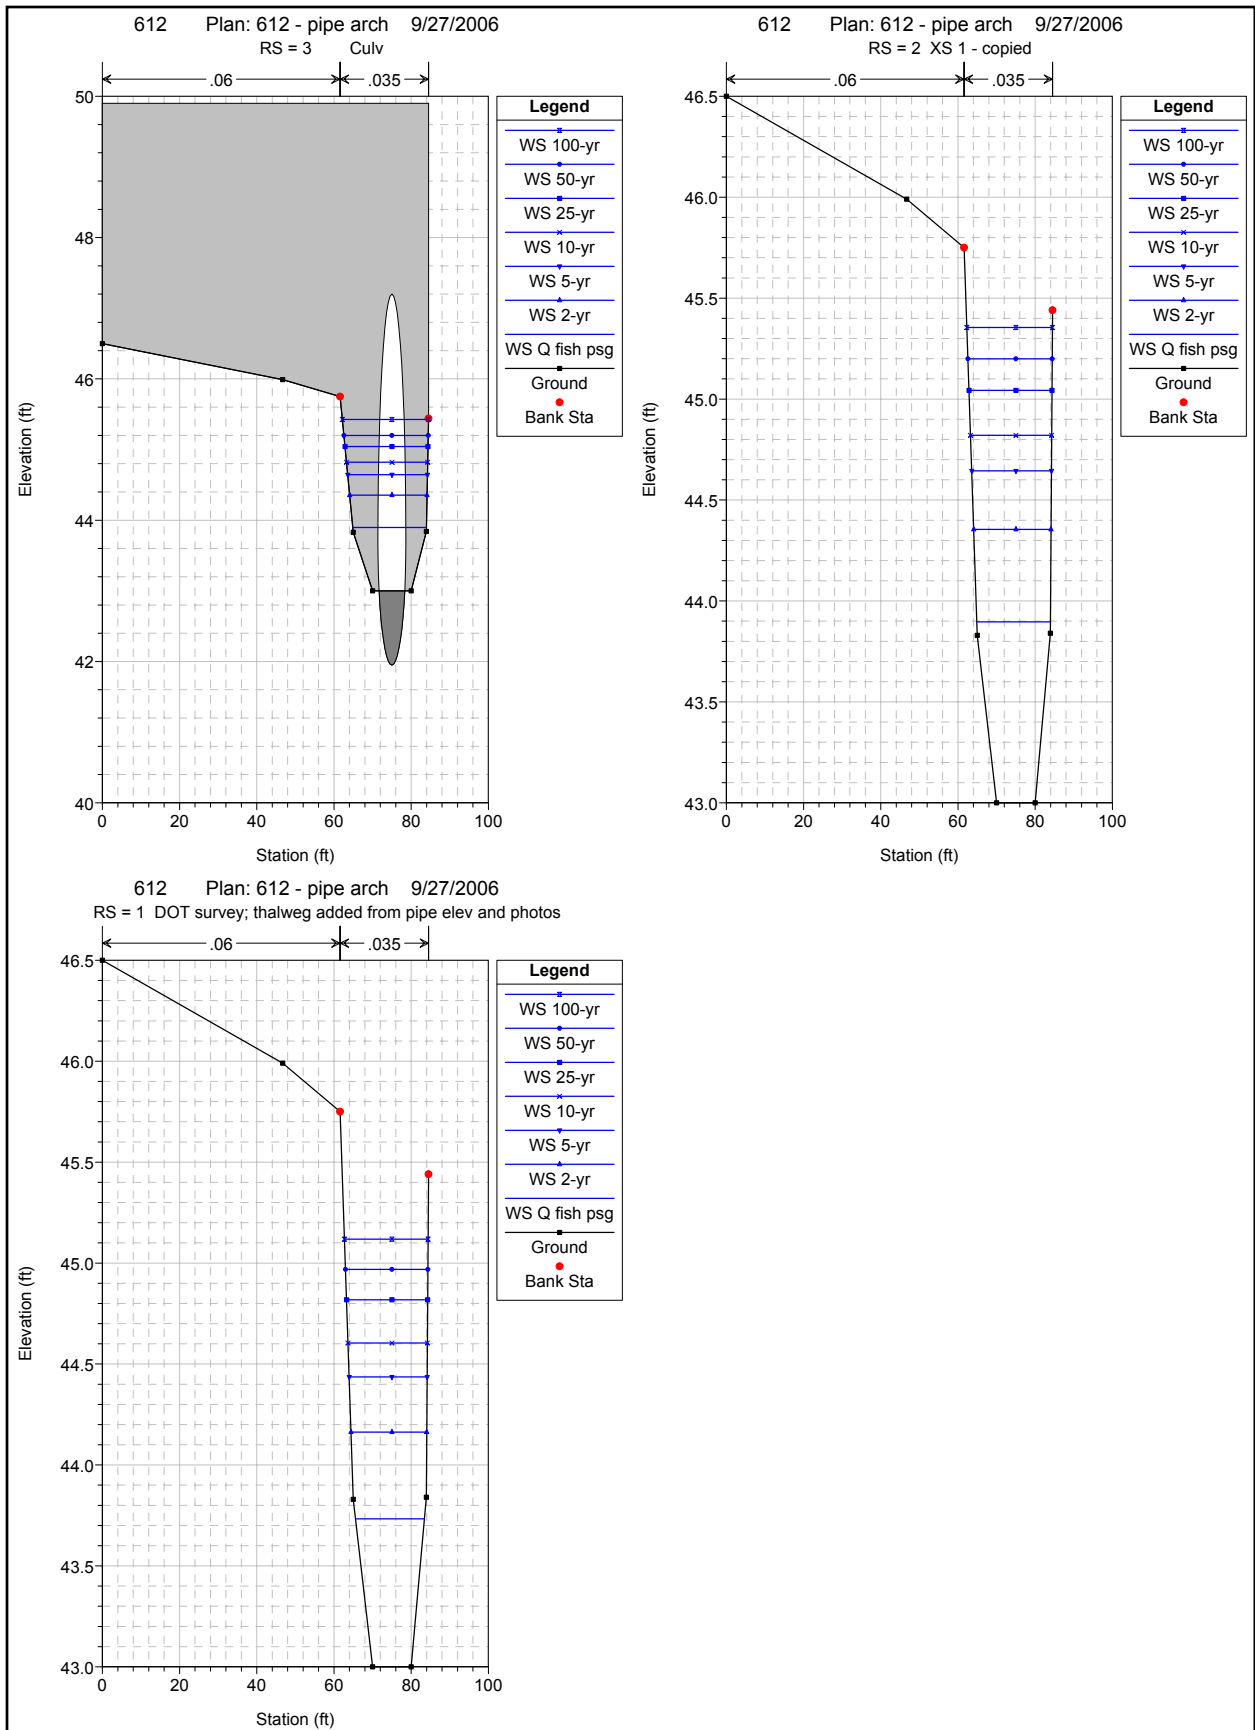 612 Plan: 612 - pipe arch 9/27/2006
RS = 3 Culv
.06 .035
50
48
46
44
42
40
0 20 40 60 80 100
Elevation (ft)
Station (ft)
Legend
WS 100-yr
WS 50-yr
WS 25-yr
WS 10-yr
WS 5-yr
WS 2-yr
WS Q fish psg
Ground
Bank Sta
612 Plan: 612 - pipe arch 9/27/2006
RS = 2 XS 1 - copied
.06 .035
46.5
46.0
45.5
45.0
44.5
44.0
43.5
43.0
0 20 40 60 80 100
Elevation (ft)
Station (ft)
Legend
WS 100-yr
WS 50-yr
WS 25-yr
WS 10-yr
WS 5-yr
WS 2-yr
WS Q fish psg
Ground
Bank Sta
612 Plan: 612 - pipe arch 9/27/2006
RS = 1 DOT survey; thalweg added from pipe elev and photos
.06 .035
46.5
46.0
45.5
45.0
44.5
44.0
43.5
43.0
0 20 40 60 80 100
Elevation (ft)
Station (ft)
Legend
WS 100-yr
WS 50-yr
WS 25-yr
WS 10-yr
WS 5-yr
WS 2-yr
WS Q fish psg
Ground
Bank Sta